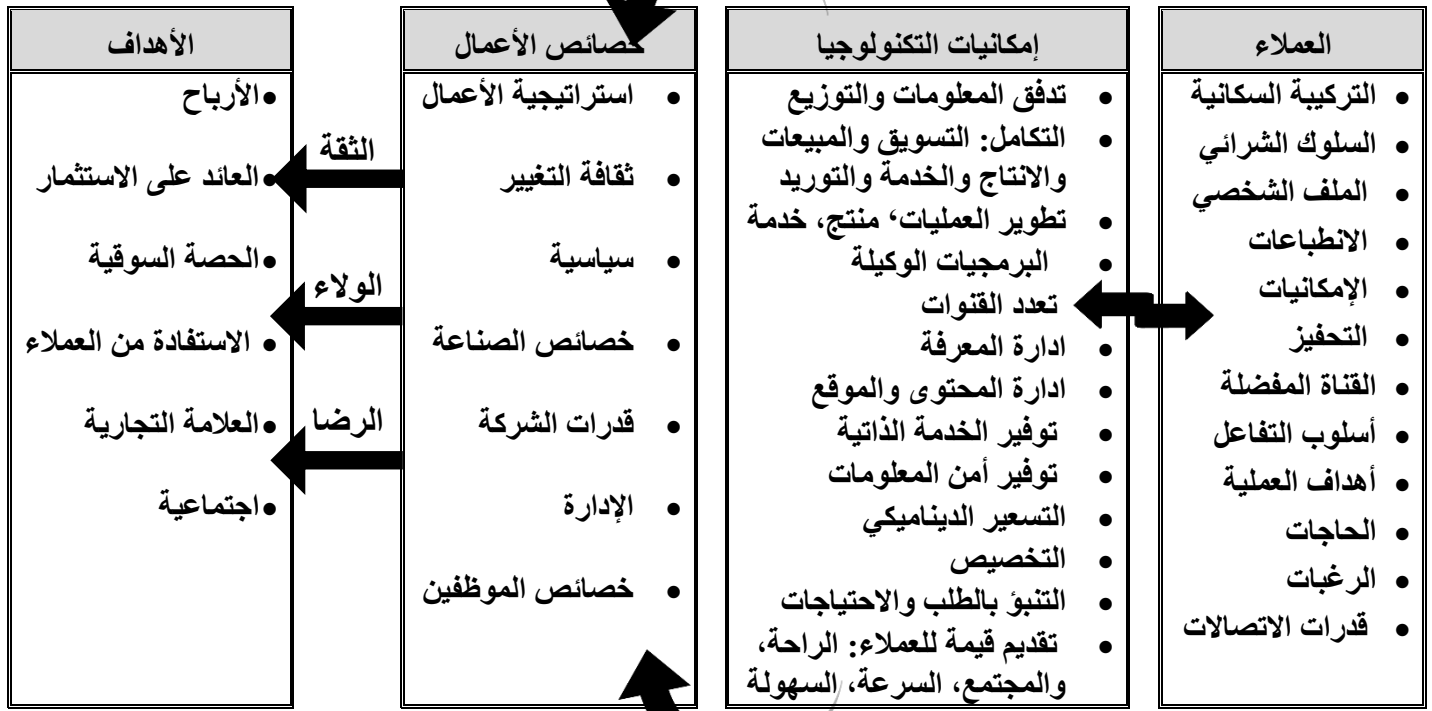 العملاء
• التركيبة السكانية
• السلوك الشرائي
• الملف الشخصي
• الانطباعات
• الإمكانيات
• التحفيز
• القناة المفضلة
• أسلوب التفاعل
• أهداف العملية
• الحاجات
• الرغبات
• قدرات الاتصالات
إمكانيات التكنولوجيا
• تدفق المعلومات والتوزيع
• التكامل: التسويق والمبيعات
والانتاج والخدمة والتوريد
• تطوير العمليات، منتج، خدمة
• البرمجيات الوكيلة
• تعدد القنوات
• ادارة المعرفة
• ادارة المحتوى والموقع
• توفير الخدمة الذاتية
• توفير أمن المعلومات
• التسعير الديناميكي
• التخصيص
• التنبؤ بالطلب والاحتياجات
• تقديم قيمة للعملاء: الراحة،
والمجتمع، السرعة، السهولة
خصائص الأعمال
• استراتيجية الأعمال
• ثقافة التغيير
• سياسية
• خصائص الصناعة
• قدرات الشركة
• الإدارة
• خصائص الموظفين
الثقة
الولاء
الرضا
الأهداف
•الأرباح
•العائد على الاستثمار
•الحصة السوقية
• الاستفادة من العملاء
•العلامة التجارية
•اجتماعية